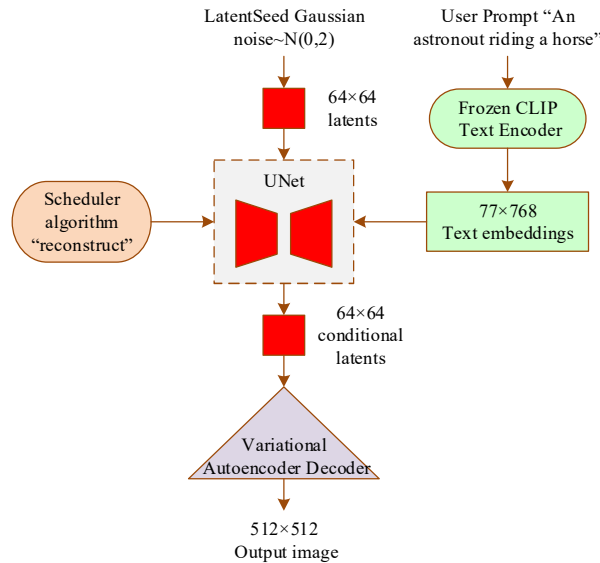 LatentSeed Gaussian
noise~N(0,2)
User Prompt “An
astronout riding a horse”
64×64
latents
Frozen CLIP
Text Encoder
UNet
Scheduler
algorithm
“reconstruct”
77×768
Text embeddings
64×64
conditional
latents
Variational
Autoencoder Decoder
512×512
Output image